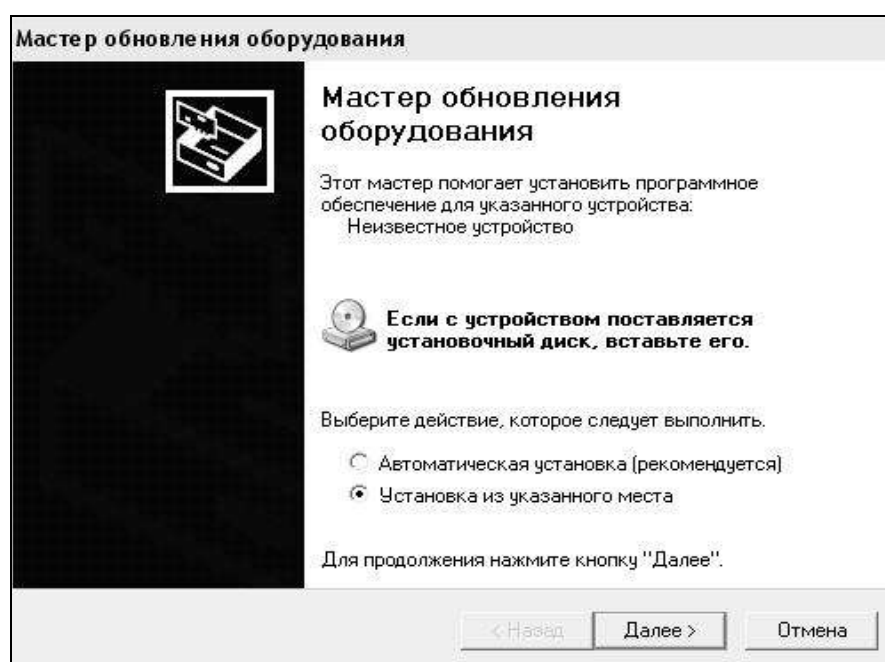 Мастер обновления оборудования
Мастер обновления
оборудования
Этот мастер помогает установить программное
обеспечение для указанного устройства:
Неизвестное устройство
Если с устройством поставляется
установочный диск, вставьте его.
Выберите действие, которое следует выполнить.
Автоматическая установка (рекомендуется)
Установка из указанного места
Для продолжения нажмите кнопку "Далее".
< Назад Далее > Отмена